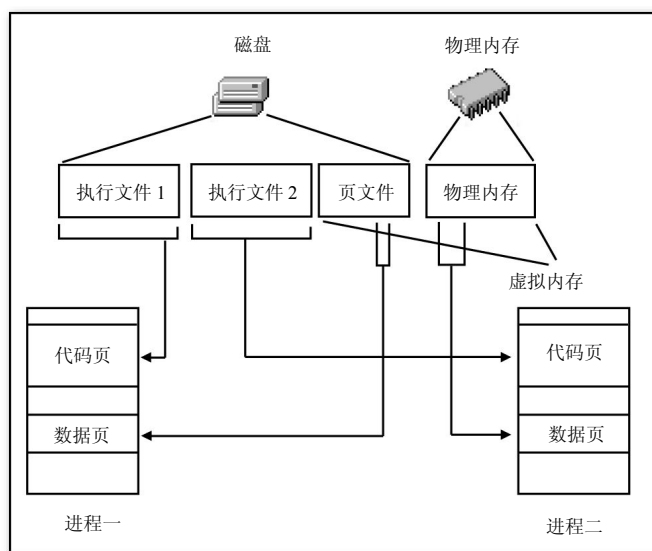 磁盘
物理内存
执行文件 1
执行文件 2
页文件
物理内存
虚拟内存
代码页
代码页
数据页
数据页
进程一
进程二